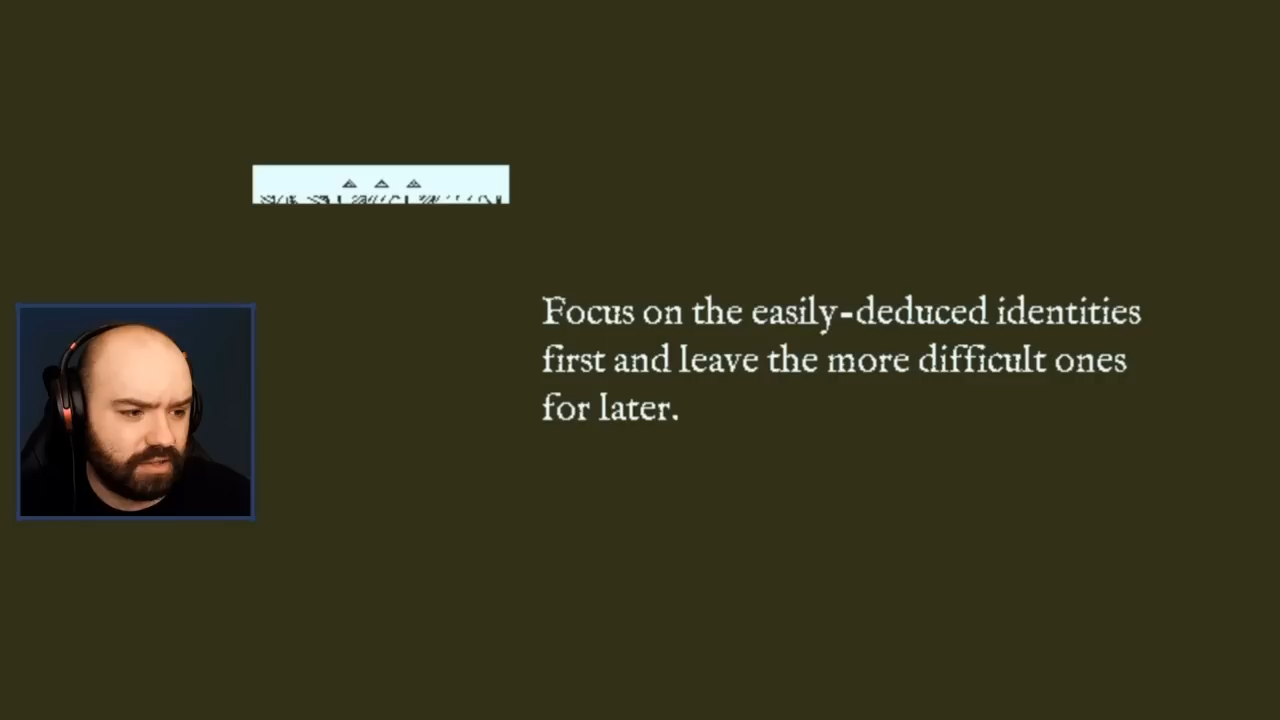 Focus on the easily-deduced identities
first and leave the more difficult ones
for later.